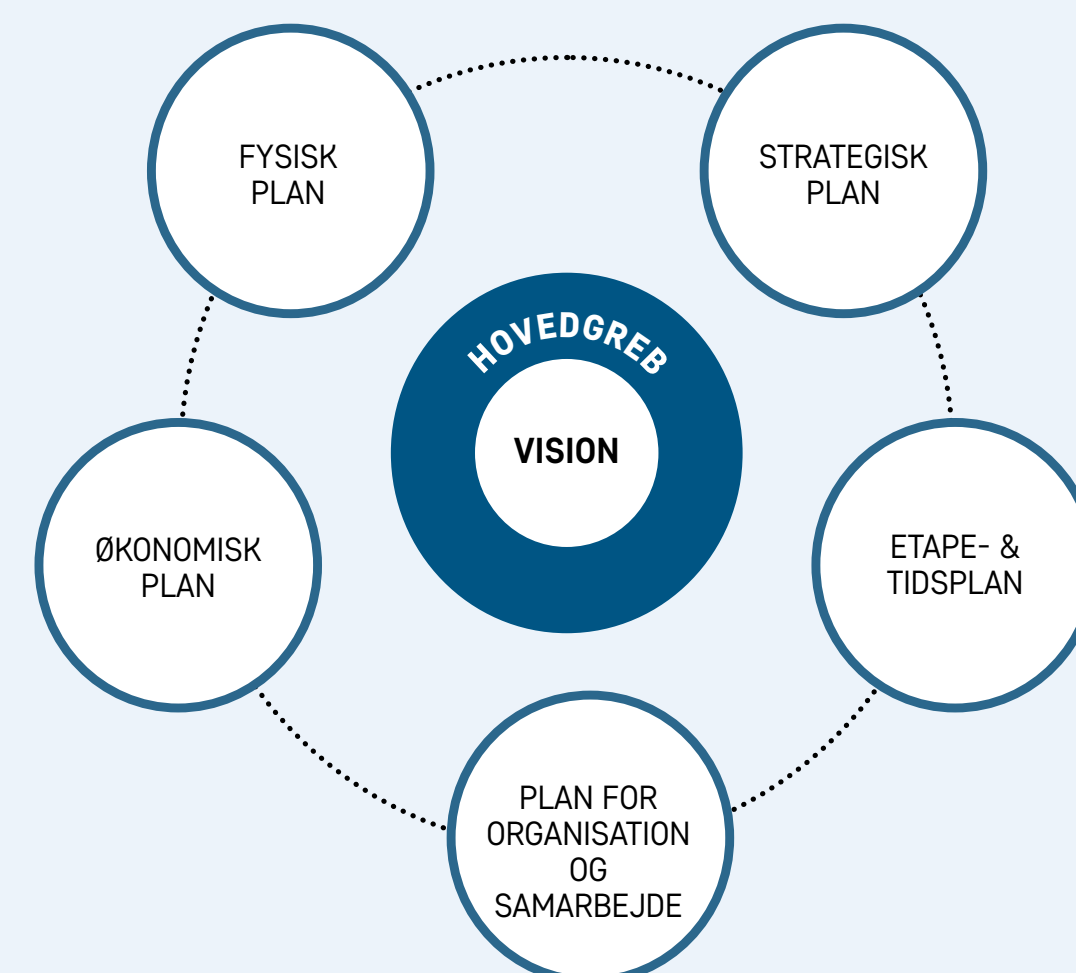 FYSISK
PLAN
STRATEGISK
PLAN
HOVEDGREB
VISION
ØKONOMISK
PLAN
ETAPE- &
TIDSPLAN
PLAN FOR
ORGANISATION
OG
SAMARBEJDE